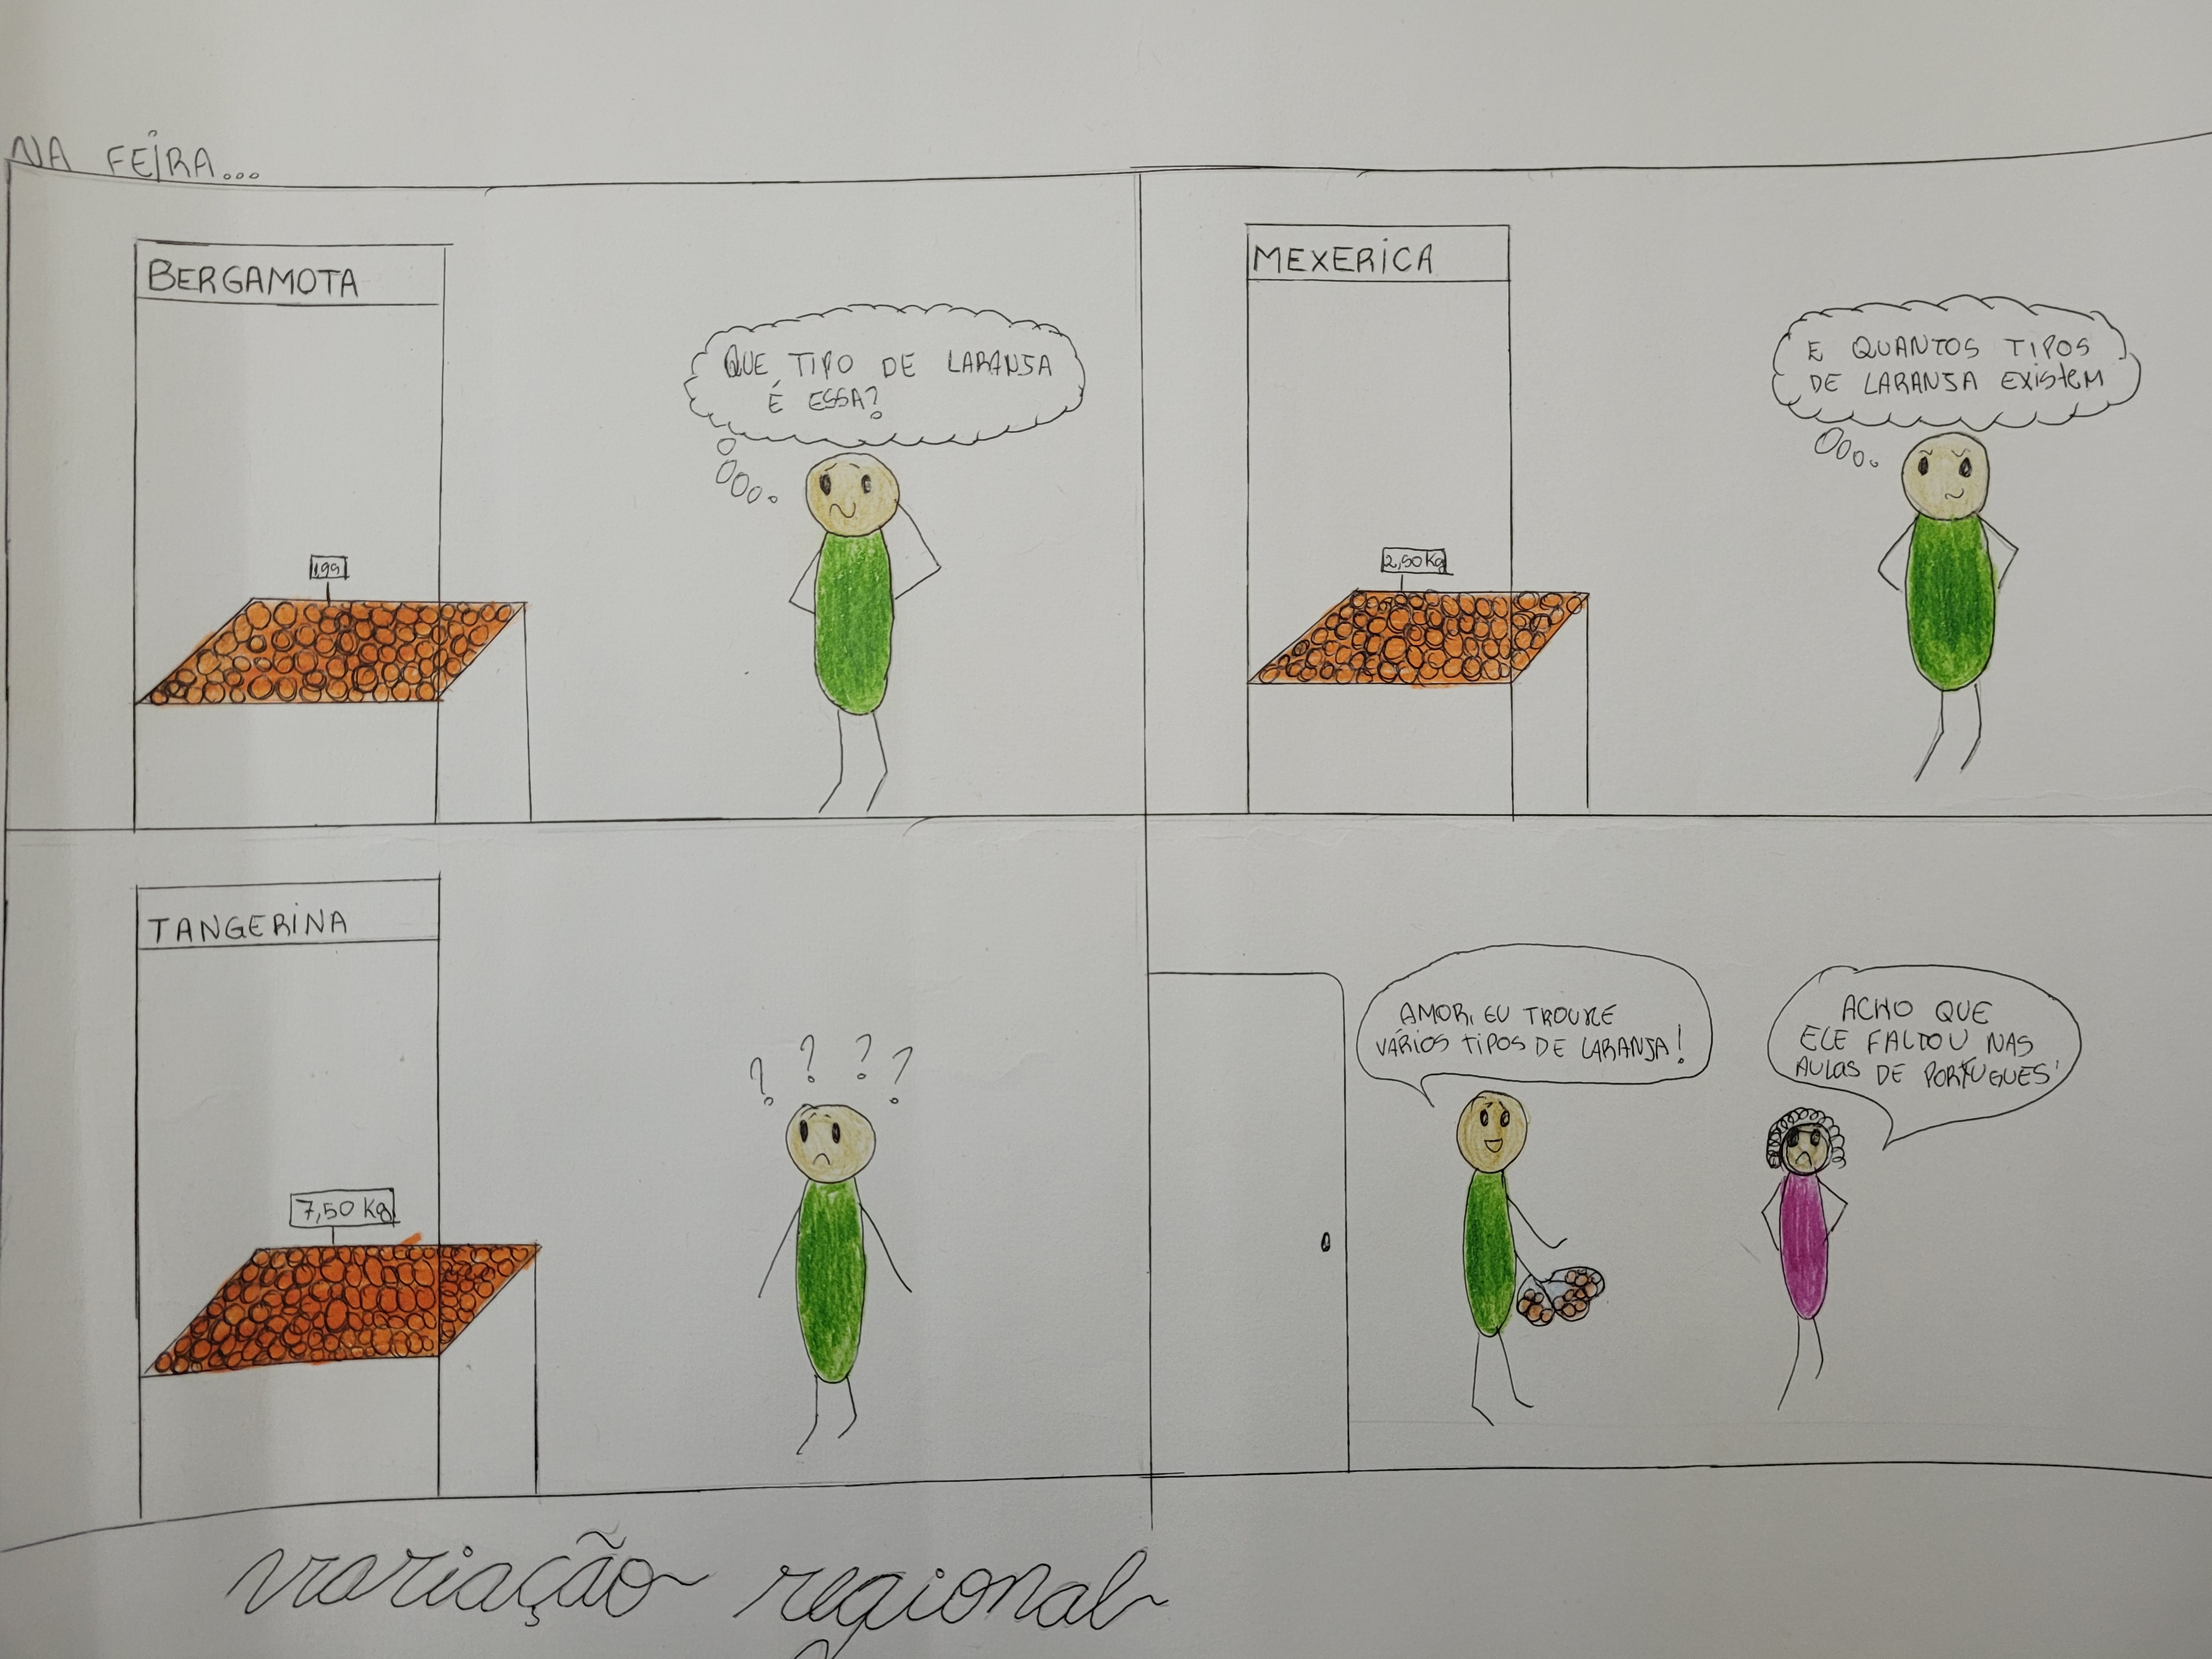 NA FEIRA...
BERGAMOTA
QUE TIPO DE LARANJA
É ESSA?
1,99
MEXERICA
E QUANTOS TIPOS
DE LARANJA EXISTEM
2,50 Kg
TANGERINA
? ? ? ?
7,50 Kg
AMOR, EU TROUXE
VÁRIOS TIPOS DE LARANJA!
ACHO QUE
ELE FALTOU NAS
AULAS DE PORTUGUES
variação regional